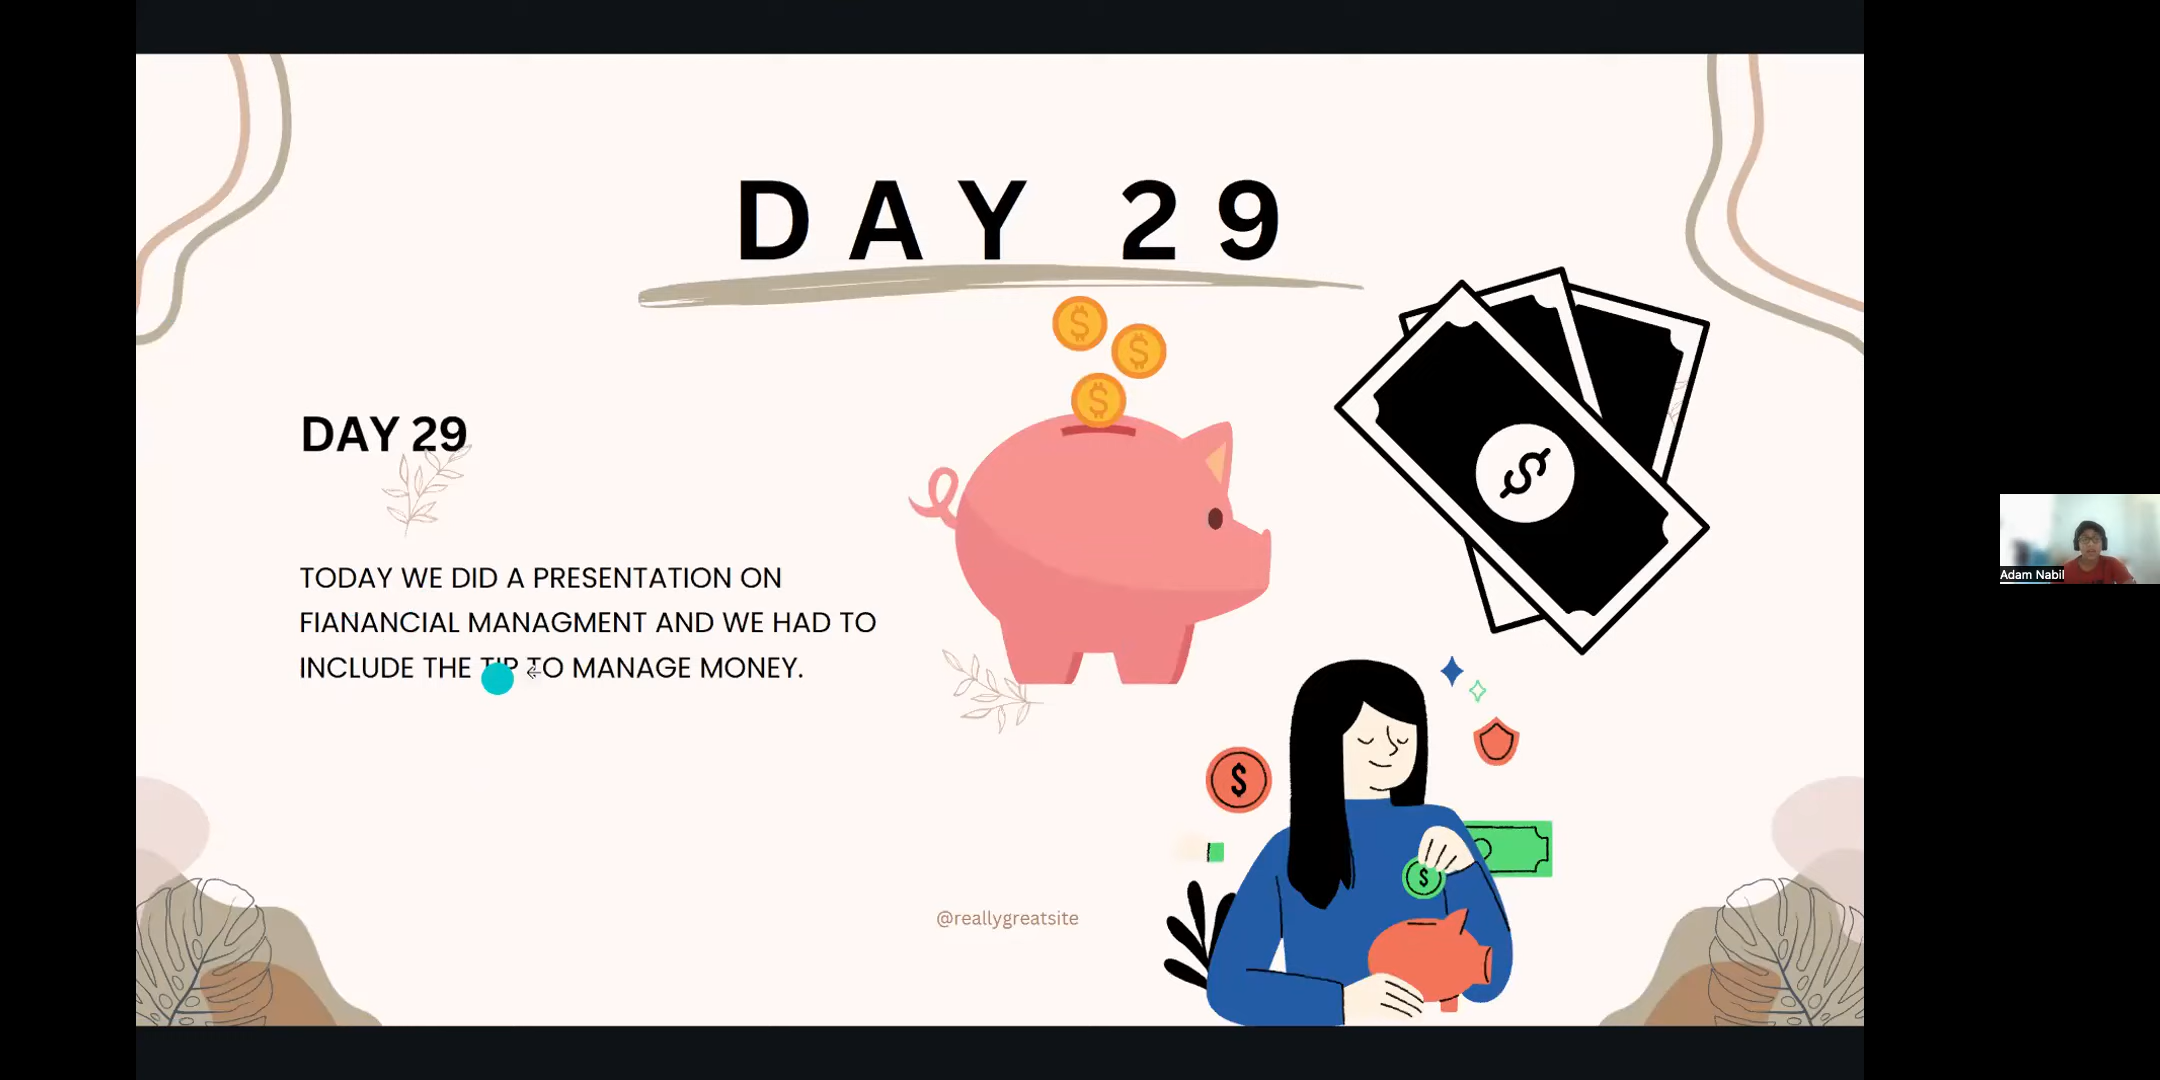 DAY 29
DAY 29
TODAY WE DID A PRESENTATION ON
FIANANCIAL MANAGMENT AND WE HAD TO
INCLUDE THE TIP TO MANAGE MONEY.
@reallygreatsite
Adam Nabil